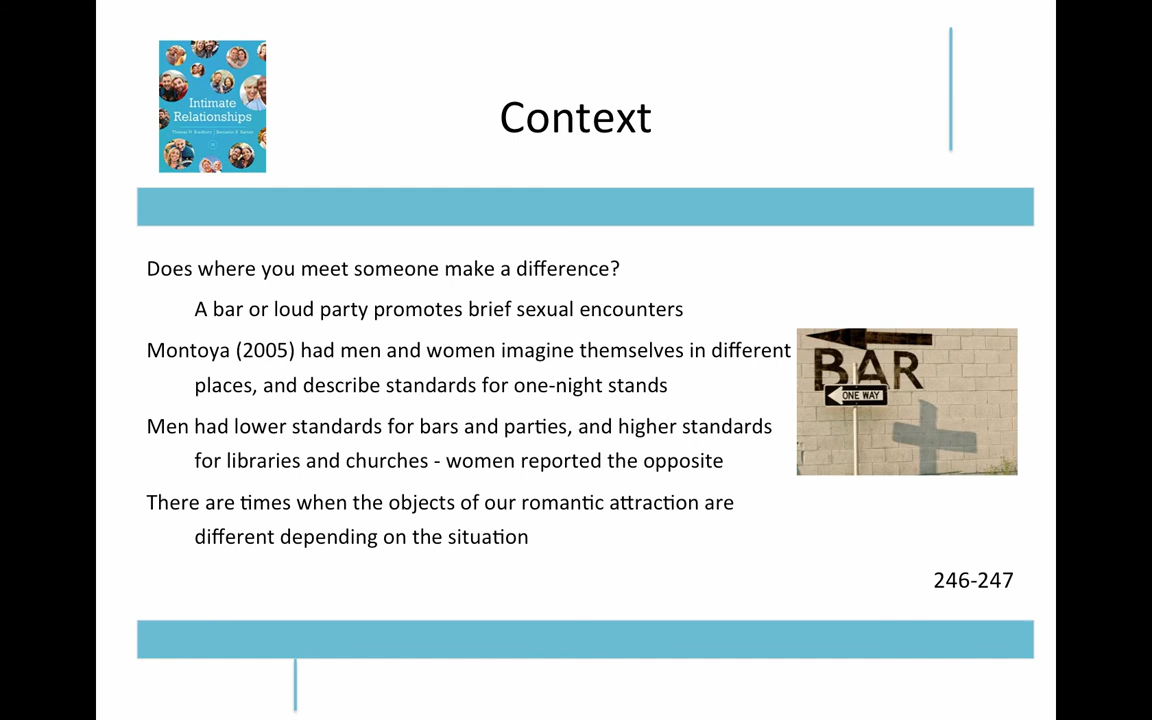 Intimate
Relationships
Context
Does where you meet someone make a difference?
A bar or loud party promotes brief sexual encounters
Montoya (2005) had men and women imagine themselves in different
places, and describe standards for one-night stands
BAR
ONE WAY
Men had lower standards for bars and parties, and higher standards
for libraries and churches - women reported the opposite
There are times when the objects of our romantic attraction are
different depending on the situation
246-247